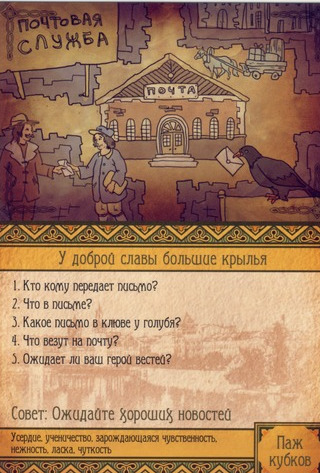 ПОЧТОВАЯ
СЛУЖБА
ПОЧТА
У доброй славы большие крылья
1. Кто кому передает письмо?
2. Что в письме?
3. Какое письмо в клюве у голубя?
4. Что везут на почту?
5. Ожидает ли ваш герой вестей?
Совет: Ожидайте хороших новостей
Усердие, ученичество, зарождающаяся чувственность,
нежность, ласка, чуткость
Паж
кубков